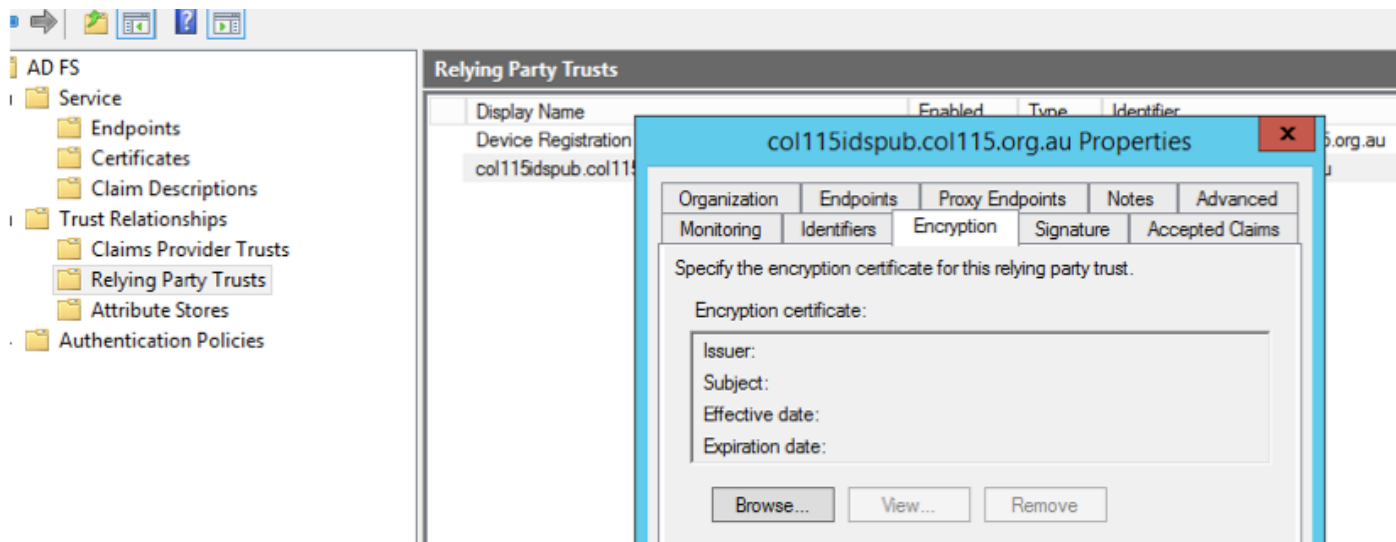 AD FS
Service
Endpoints
Certificates
Claim Descriptions
Trust Relationships
Claims Provider Trusts
Relying Party Trusts
Attribute Stores
Authentication Policies
Relying Party Trusts
Display Name Enabled Type Identifier
Device Registration
.org.au
col115idspub.col115
col115idspub.col115.org.au Properties
x
Organization Endpoints Proxy Endpoints Notes Advanced
Monitoring Identifiers Encryption Signature Accepted Claims
Specify the encryption certificate for this relying party trust.
Encryption certificate:
Issuer:
Subject:
Effective date:
Expiration date:
Browse... View... Remove